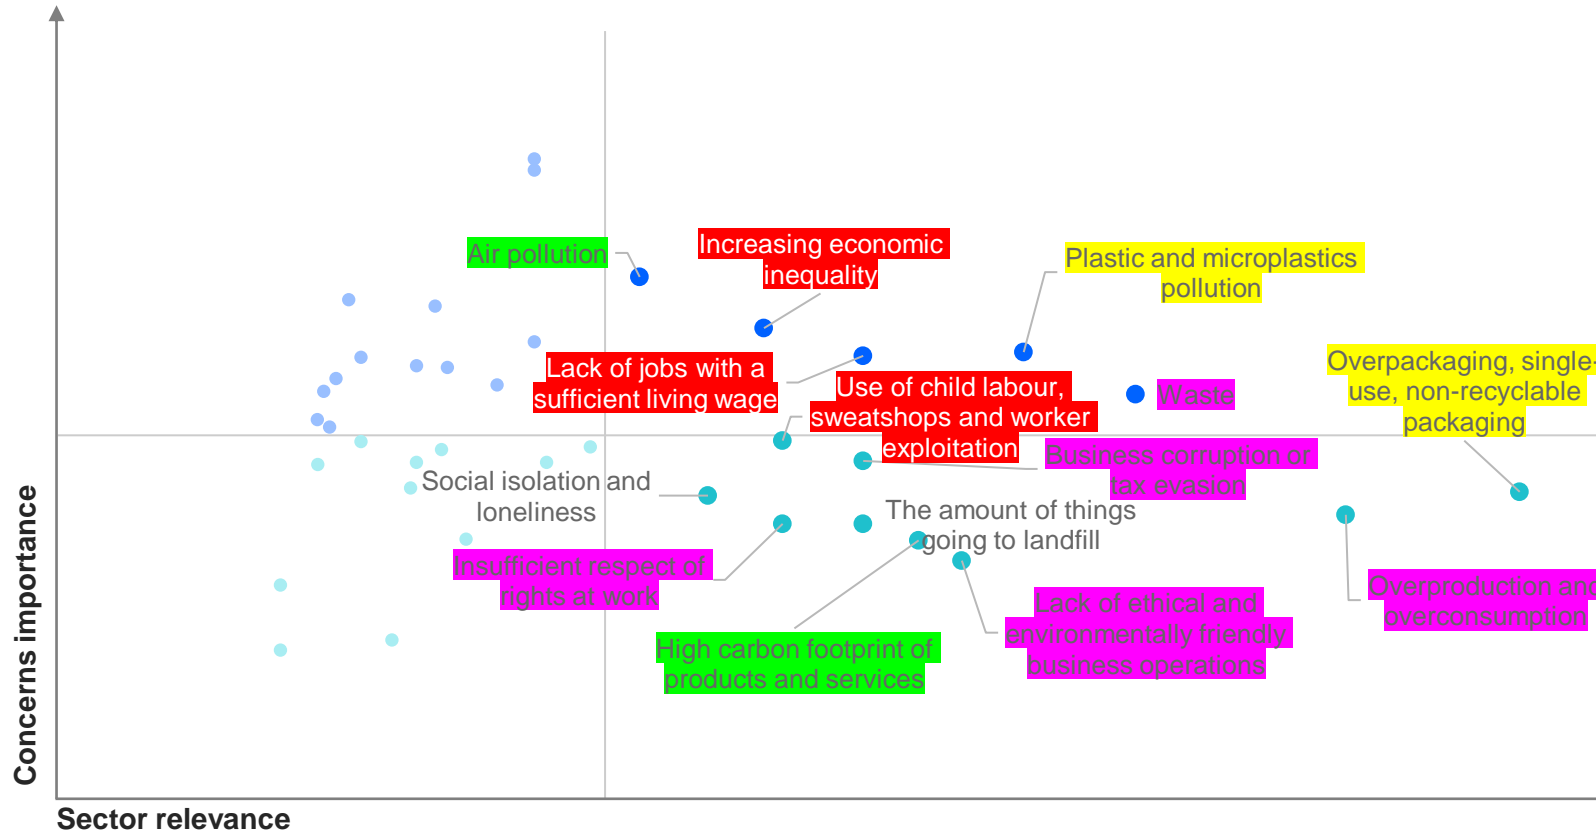 Air pollution
Increasing economic
inequality
Plastic and microplastics
pollution
Lack of jobs with a
sufficient living wage
Use of child labour,
sweatshops and worker
exploitation
Waste
Overpackaging, single-
use, non-recyclable
packaging
Business corruption or
tax evasion
Social isolation and
loneliness
The amount of things
going to landfill
Insufficient respect of
rights at work
High carbon footprint of
products and services
Lack of ethical and
environmentally friendly
business operations
Overproduction and
overconsumption
Concerns importance
Sector relevance